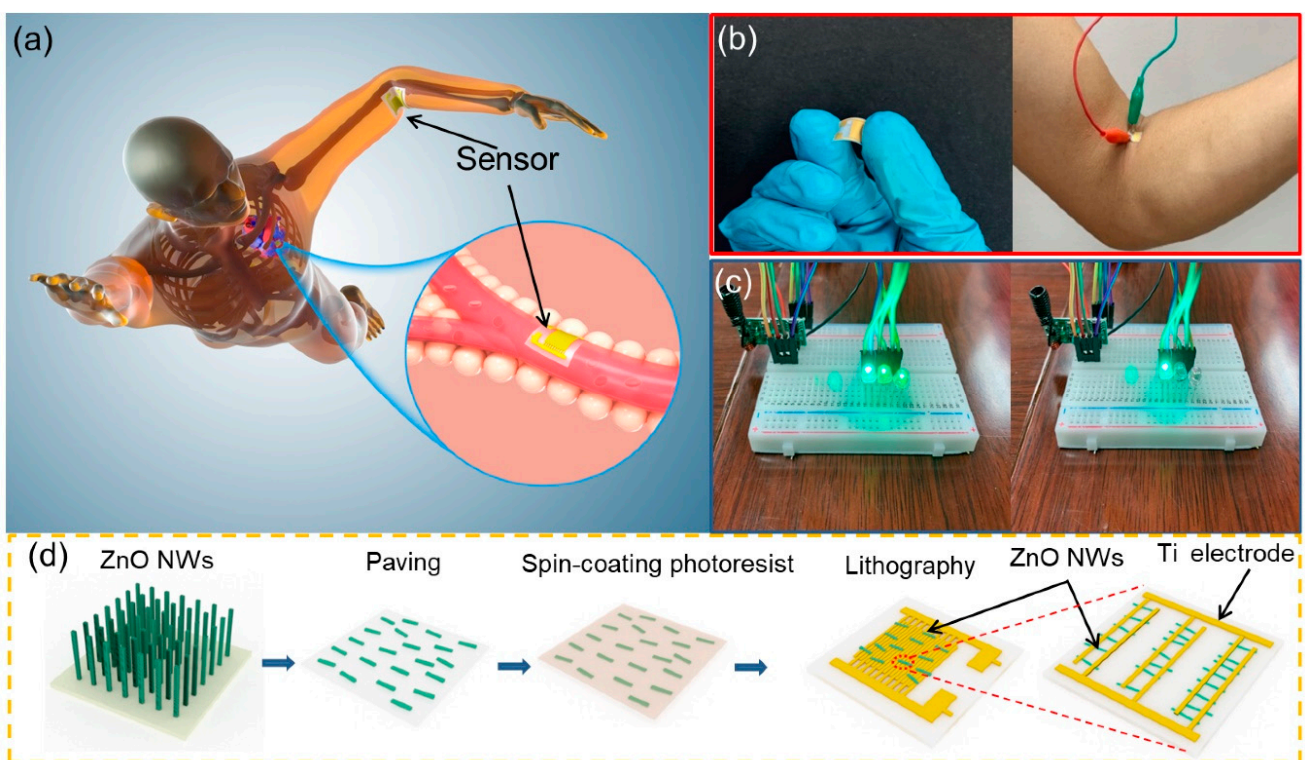 (a)
Sensor
(b)
(c)
(d)
ZnO NWs
Paving
Spin-coating photoresist
Lithography
ZnO NWs
Ti electrode